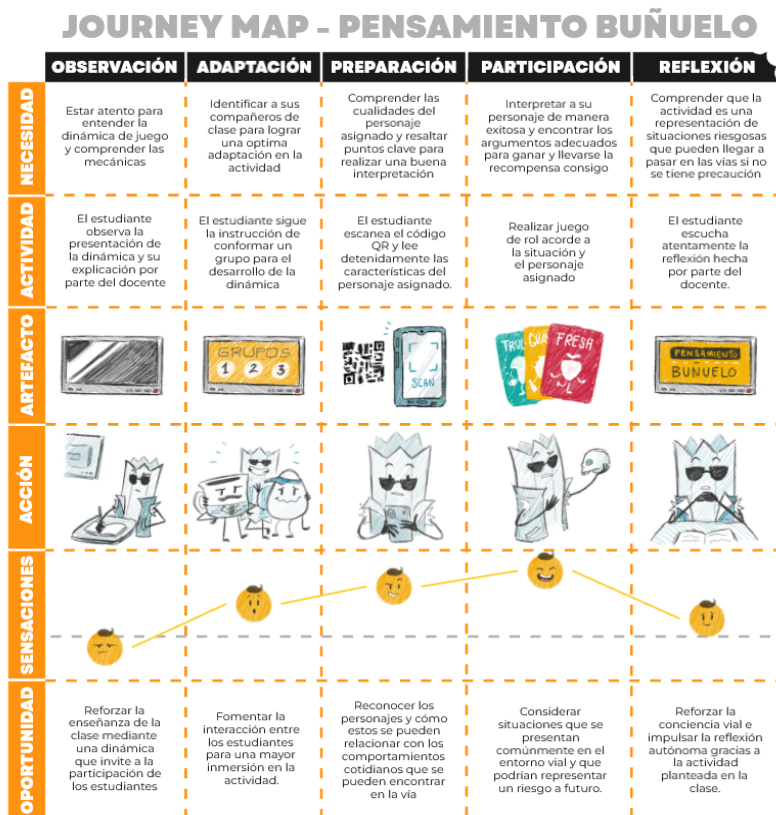 JOURNEY MAP - PENSAMIENTO BUÑUELO
OBSERVACIÓN
ADAPTACIÓN
PREPARACIÓN
PARTICIPACIÓN
REFLEXIÓN
NECESIDAD
Estar atento para
entender la
dinámica de juego
y comprender las
mecánicas
Identificar a sus
compañeros de
clase para lograr
una optima
adaptación en la
actividad
Comprender las
cualidades del
personaje
asignado y resaltar
puntos clave para
realizar una buena
interpretación
Interpretar a su
personaje de manera
exitosa y encontrar los
argumentos adecuados
para ganar y llevarse la
recompensa consigo
Comprender que la
actividad es una
representación de
situaciones riesgosas
que pueden llegar a
pasar en las vías si no
se tiene precaución
ACTIVIDAD
El estudiante
observa la
presentación de
la dinámica y su
explicación por
parte del docente
El estudiante sigue
la instrucción de
conformar un
grupo para el
desarrollo de la
dinámica
El estudiante
escanea el código
QR y lee
detenidamente las
características del
personaje asignado.
Realizar juego
de rol acorde a
la situación y
el personaje
asignado
El estudiante
escucha
atentamente la
reflexión hecha
por parte del
docente.
ARTEFACTO
GRUPOS
1 2 3
SCAN
TRUC
GUA
FRESA
PENSAMIENTO
BUNUELO
ACCIÓN
SENSACIONES
OPORTUNIDAD
Reforzar la
enseñanza de la
clase mediante
una dinámica
que invite a la
participación de
los estudiantes
Fomentar la
interacción entre
los estudiantes
para una mayor
inmersión en la
actividad.
Reconocer los
personajes y cómo
estos se pueden
relacionar con los
comportamientos
cotidianos que se
pueden encontrar
en la vía
Considerar
situaciones que se
presentan
comúnmente en el
entorno vial y que
podrían representar
un riesgo a futuro.
Reforzar la
conciencia vial e
impulsar la reflexión
autónoma gracias a
la actividad
planteada en la
clase.